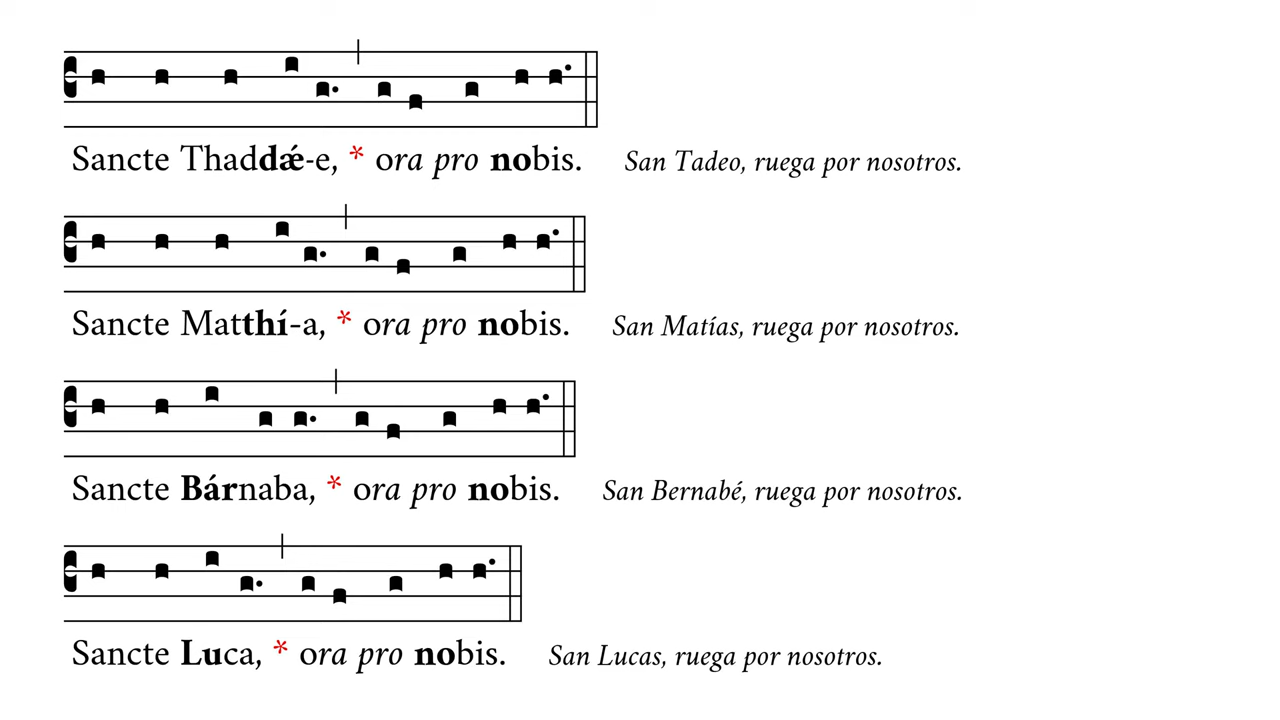 Sancte Thaddǽ-e, * ora pro nobis. San Tadeo, ruega por nosotros.
Sancte Matthí-a, * ora pro nobis. San Matías, ruega por nosotros.
Sancte Bárnaba, * ora pro nobis. San Bernabé, ruega por nosotros.
Sancte Luca, * ora pro nobis. San Lucas, ruega por nosotros.